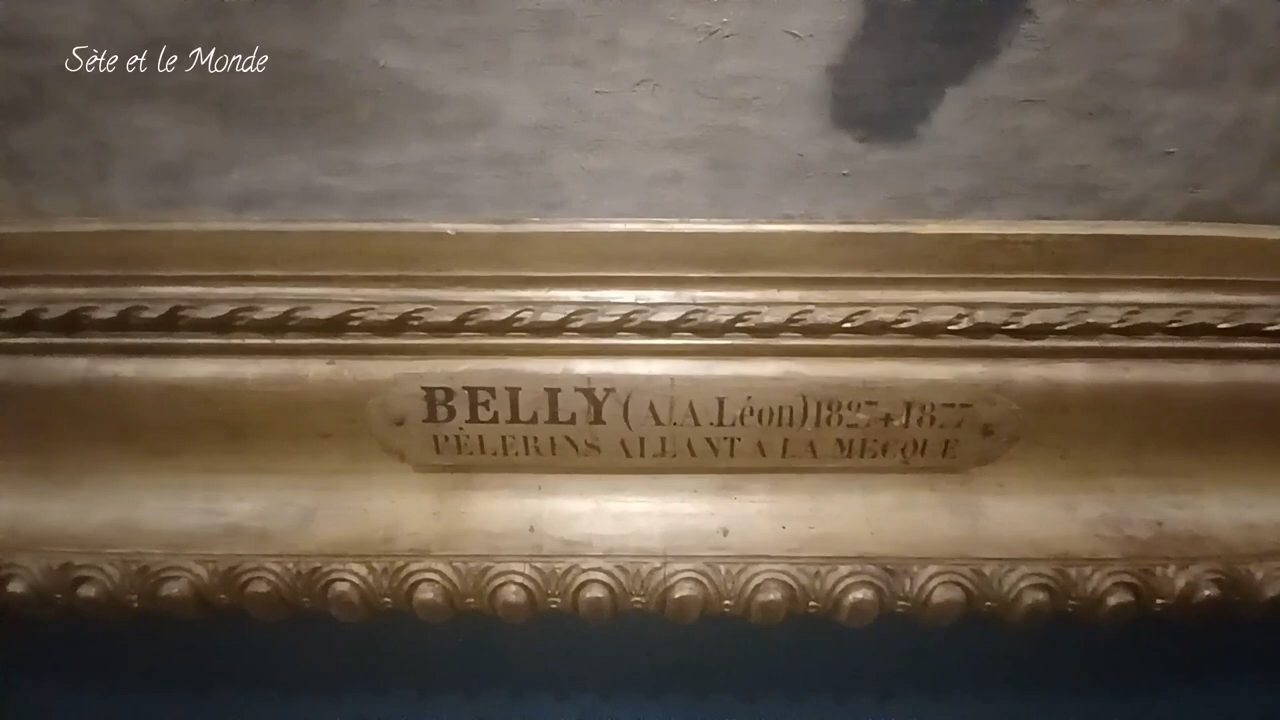 Sète et le Monde
BELLY (A.A.Léon) 1827+1877
PÈLERINS ALLANT A LA MECQUE